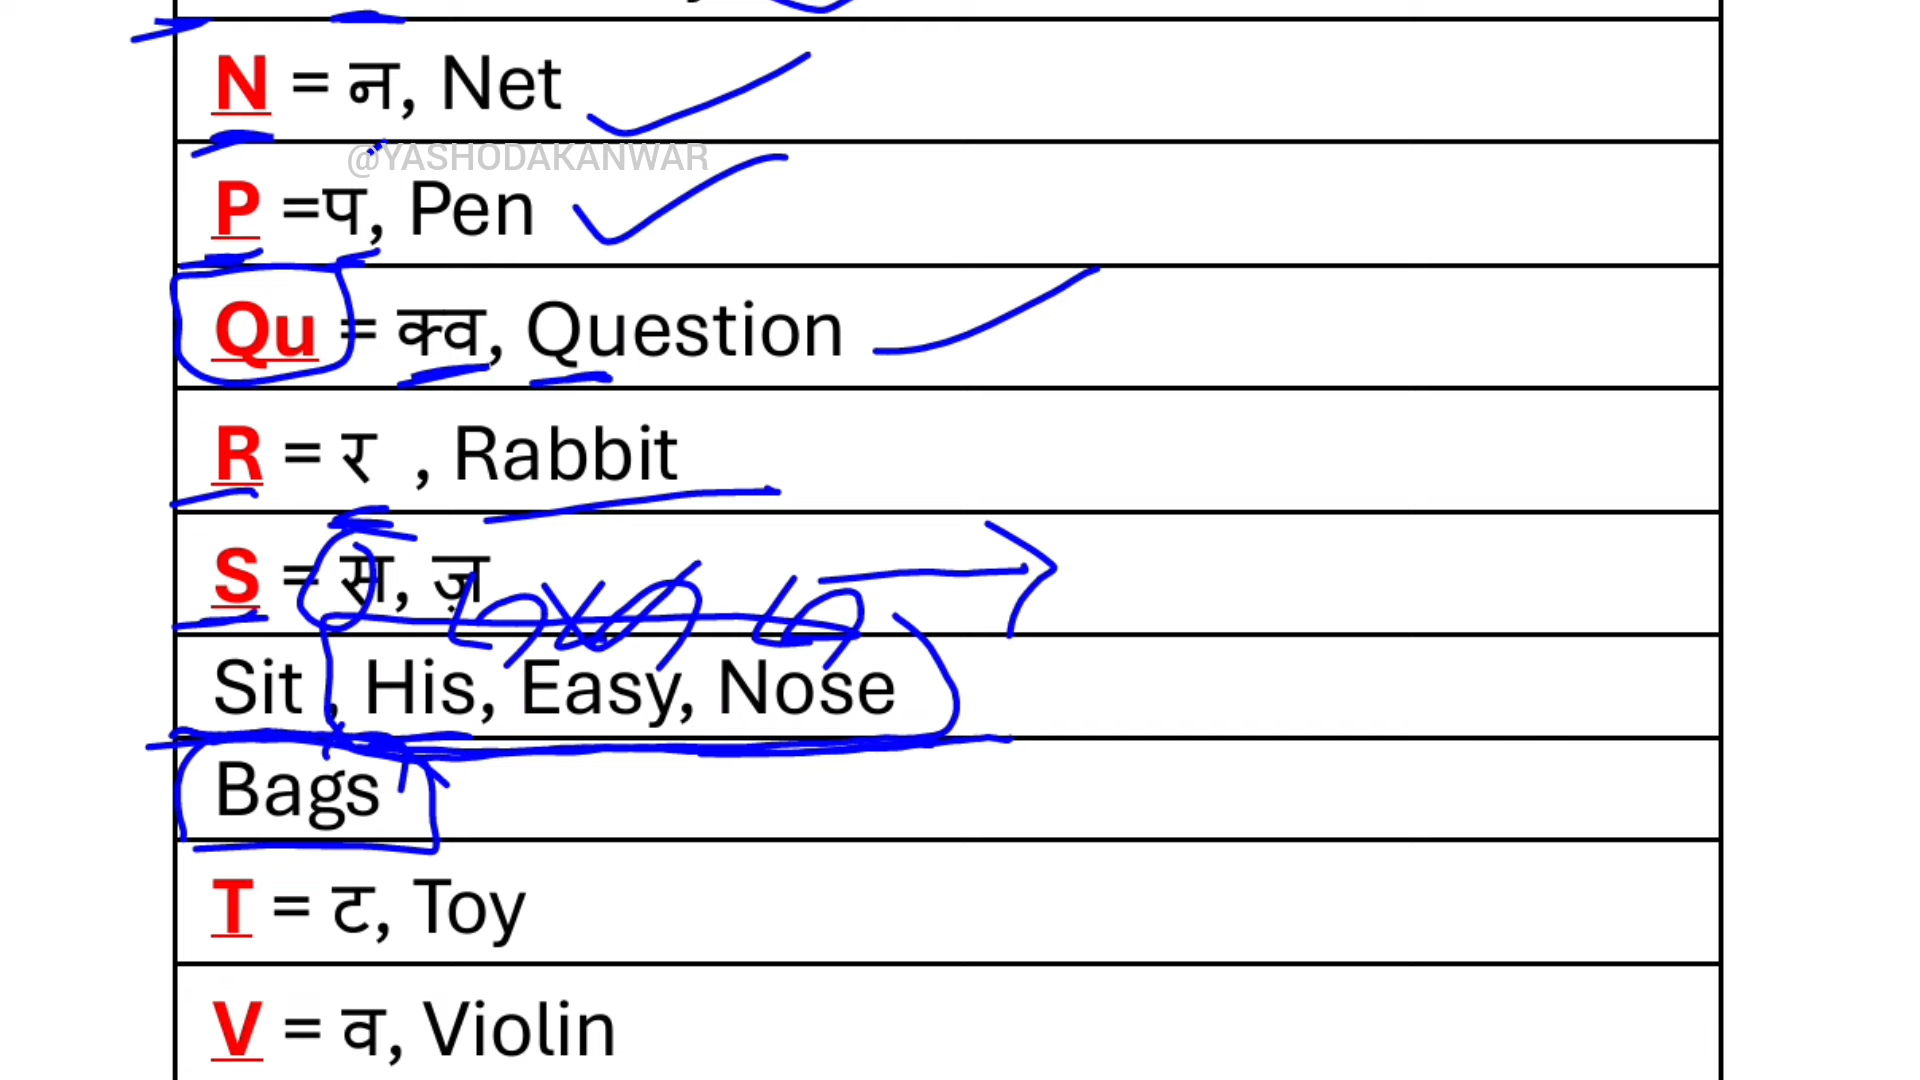 N = न, Net
@YASHODAKANWAR
P =प, Pen
Qu = क्व, Question
R = र , Rabbit
S = स, ज़
Sit , His, Easy, Nose
Bags
T = ट, Toy
V = व, Violin